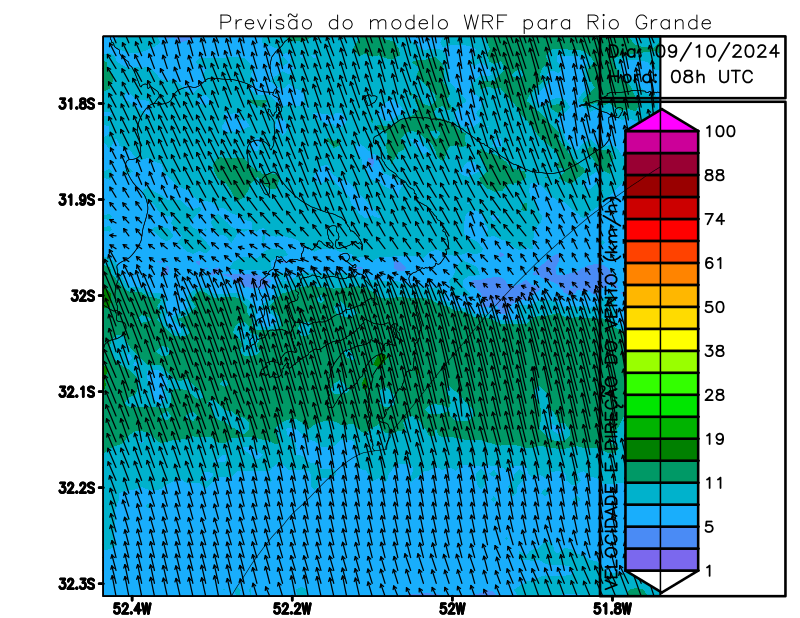 Previsão do modelo WRF para Rio Grande
Dia: 09/10/2024
Hora: 08h UTC
31.8S
31.9S
32S
32.1S
32.2S
32.3S
52.4W
52.2W
52W
51.8W
VELOCIDADE E DIREÇÃO DO VENTO (km/h)
100
88
74
61
50
38
28
19
11
5
1